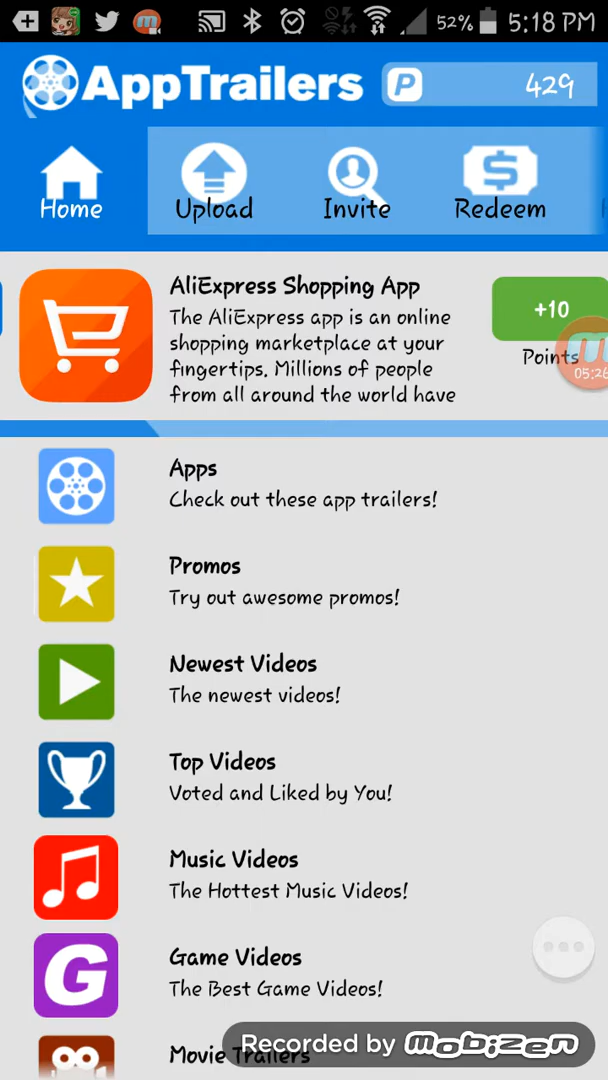 52% 5:18 PM
AppTrailers P 429
Home Upload Invite Redeem
AliExpress Shopping App
The AliExpress app is an online
shopping marketplace at your
fingertips. Millions of people
from all around the world have
+10
Points
05:26
Apps
Check out these app trailers!
Promos
Try out awesome promos!
Newest Videos
The newest videos!
Top Videos
Voted and Liked by You!
Music Videos
The Hottest Music Videos!
G
Game Videos
The Best Game Videos!
Movie Trailers
Recorded by mobizen